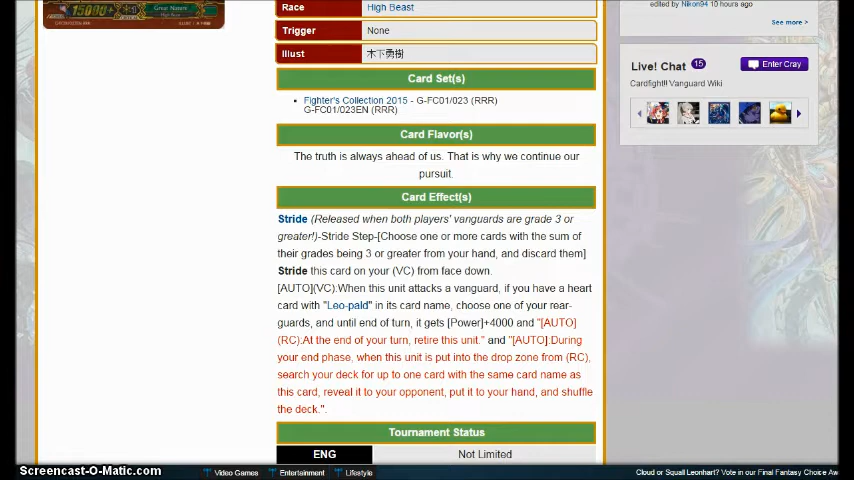 15000+
Great Nature
High Beast
Race High Beast
edited by Nikon94 10 hours ago
See more >
Trigger None
Illust 木下勇樹
Live! Chat 15 Enter Cray
Cardfight!! Vanguard Wiki
Card Set(s)
Fighter's Collection 2015 - G-FC01/023 (RRR)
G-FC01/023EN (RRR)
Card Flavor(s)
The truth is always ahead of us. That is why we continue our
pursuit.
Card Effect(s)
Stride (Released when both players' vanguards are grade 3 or
greater!)-Stride Step-[Choose one or more cards with the sum of
their grades being 3 or greater from your hand, and discard them]
Stride this card on your (VC) from face down.
[AUTO](VC):When this unit attacks a vanguard, if you have a heart
card with "Leo-pald" in its card name, choose one of your rear-
guards, and until end of turn, it gets [Power]+4000 and "[AUTO]
(RC):At the end of your turn, retire this unit." and "[AUTO]:During
your end phase, when this unit is put into the drop zone from (RC),
search your deck for up to one card with the same card name as
this card, reveal it to your opponent, put it to your hand, and shuffle
the deck.".
Tournament Status
ENG Not Limited
Screencast-O-Matic.com
Video Games Entertainment Lifestyle
Cloud or Squall Leonhart? Vote in our Final Fantasy Choice Aw